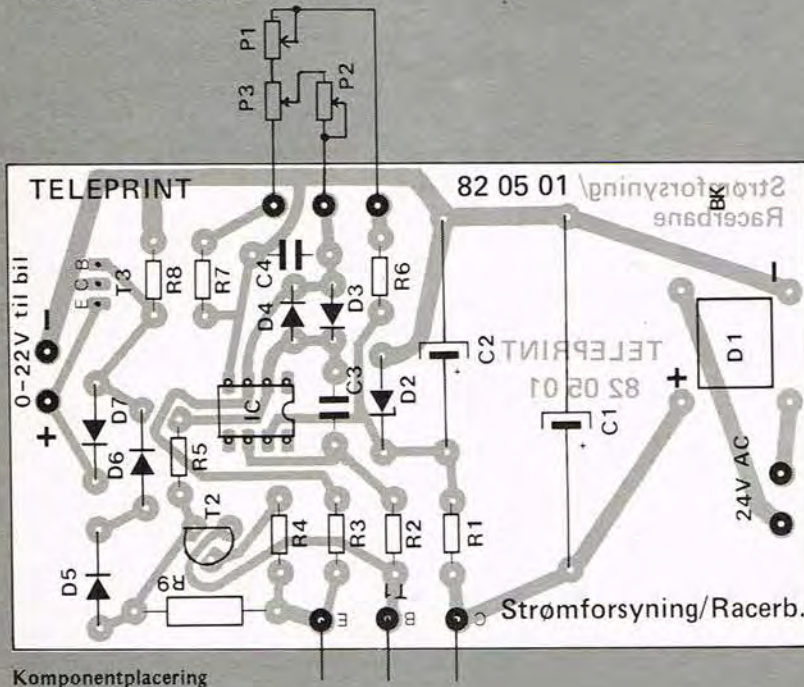 P1
P3
P2
TELEPRINT
82 05 01
Strømforsyning/
Racerbane
BK
0-22V til bil
−
+
E C B
T3
R8
R7
C4
D4
D3
R6
D2
C2
C1
−
D1
+
TELEPRINT
82 05 01
D7
D6
IC
C3
R5
T2
D5
R9
R4
R3
R2
R1
T1
E
B
C
24V AC
+
+
Strømforsyning/Racerb.
Komponentplacering